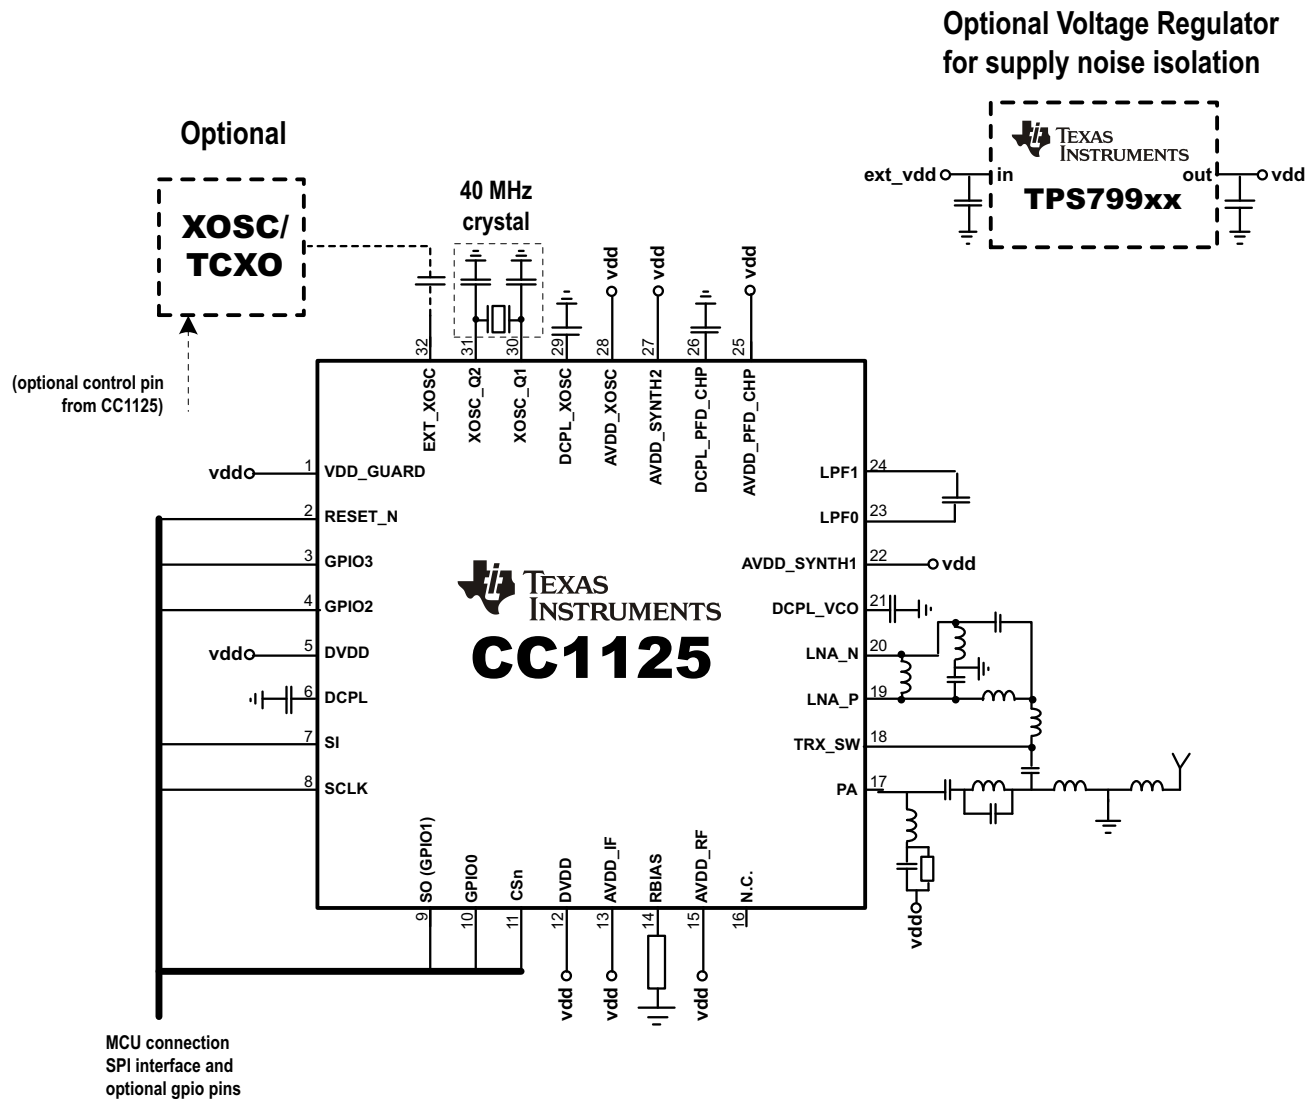 Optional Voltage Regulator
for supply noise isolation
TEXAS
INSTRUMENTS
ext_vdd
in
out
vdd
TPS799xx
Optional
XOSC/
TCXO
40 MHz
crystal
(optional control pin
from CC1125)
vdd
vdd
vdd
32
31
30
29
28
27
26
25
EXT_XOSC
XOSC_Q2
XOSC_Q1
DCPL_XOSC
AVDD_XOSC
AVDD_SYNTH2
DCPL_PFD_CHP
AVDD_PFD_CHP
vdd
1
VDD_GUARD
2
RESET_N
3
GPIO3
4
GPIO2
vdd
5
DVDD
6
DCPL
7
SI
8
SCLK
TEXAS
INSTRUMENTS
CC1125
LPF1
24
LPF0
23
AVDD_SYNTH1
22
vdd
DCPL_VCO
21
LNA_N
20
LNA_P
19
TRX_SW
18
PA
17
vdd
SO (GPIO1)
GPIO0
CSn
DVDD
AVDD_IF
RBIAS
AVDD_RF
N.C.
9
10
11
12
13
14
15
16
vdd
vdd
vdd
MCU connection
SPI interface and
optional gpio pins